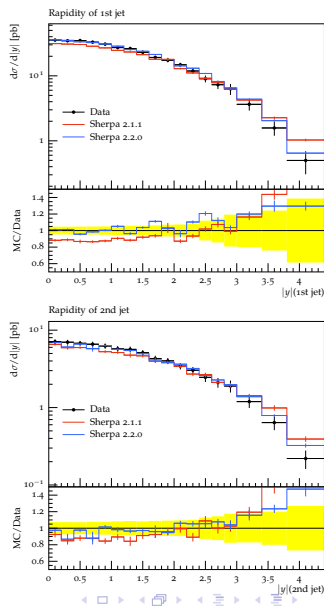 Rapidity of 1st jet
dσ/d|y| [pb]
10^1
1
Data
Sherpa 2.1.1
Sherpa 2.2.0
MC/Data
1.4
1.2
1
0.8
0.6
0 0.5 1 1.5 2 2.5 3 3.5 4
|y|(1st jet)
Rapidity of 2nd jet
dσ/d|y| [pb]
10^1
1
10^−1
Data
Sherpa 2.1.1
Sherpa 2.2.0
MC/Data
1.4
1.2
1
0.8
0.6
0 0.5 1 1.5 2 2.5 3 3.5 4
|y|(2nd jet)